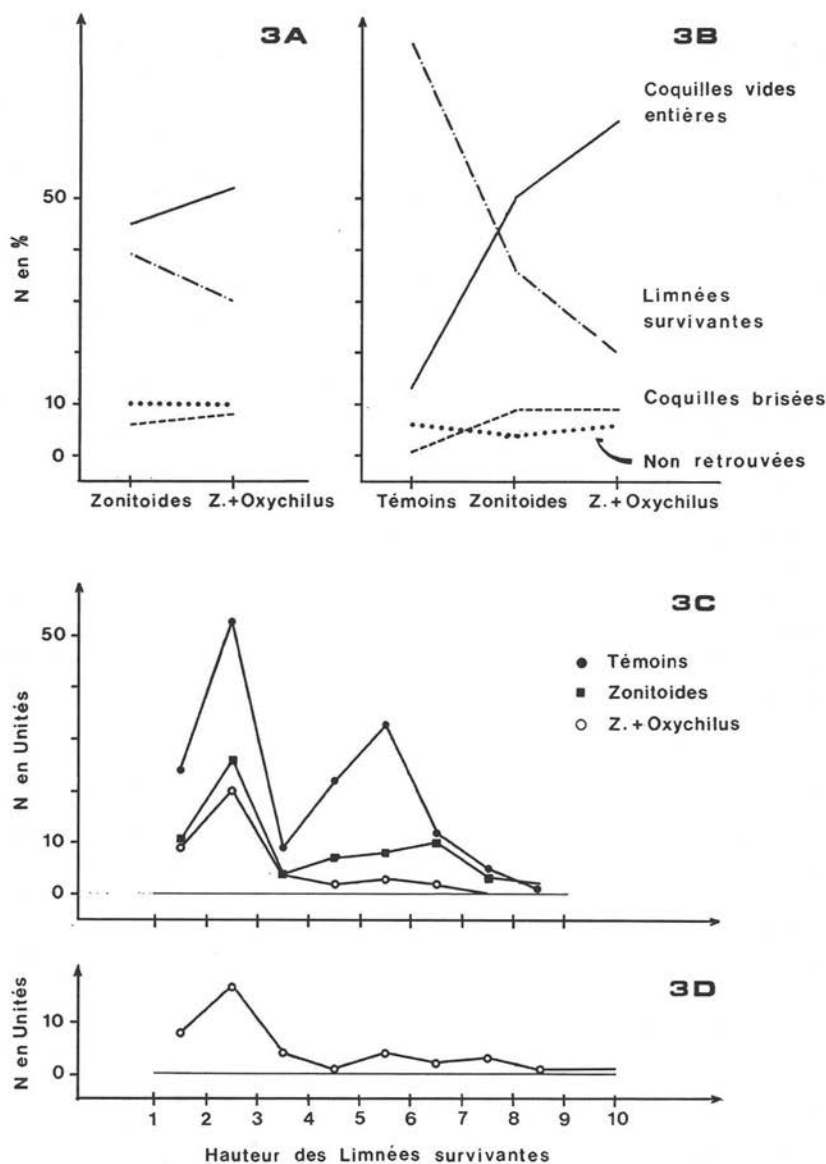 3A
N en %
50
10
0
Zonitoides Z.+Oxychilus
3B
Coquilles vides
entières
Limnées
survivantes
Coquilles brisées
Non retrouvées
Témoins Zonitoides Z.+Oxychilus
3C
N en Unités
50
10
0
Témoins
Zonitoides
Z.+Oxychilus
3D
N en Unités
10
0
1 2 3 4 5 6 7 8 9 10
Hauteur des Limnées survivantes